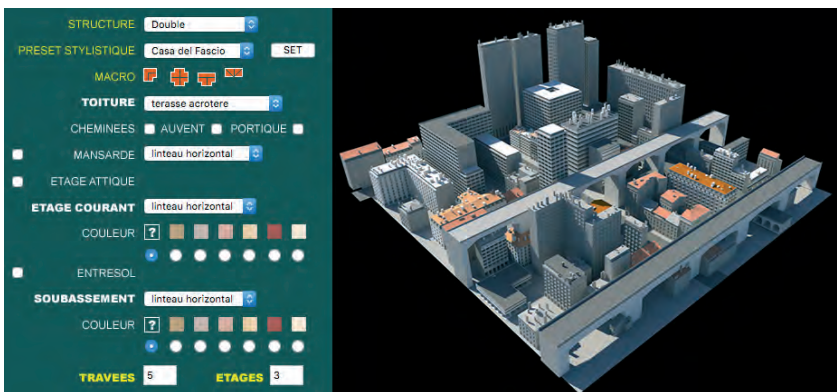 STRUCTURE Double
PRESET STYLISTIQUE Casa del Fascio SET
MACRO
TOITURE terasse acrotere
CHEMINEES AUVENT PORTIQUE
MANSARDE linteau horizontal
ETAGE ATTIQUE
ETAGE COURANT linteau horizontal
COULEUR ?
ENTRESOL
SOUBASSEMENT linteau horizontal
COULEUR ?
TRAVEES 5 ETAGES 3